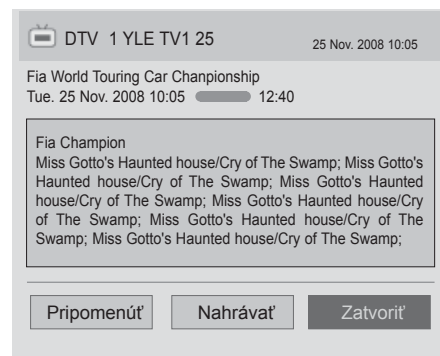 DTV 1 YLE TV1 25 25 Nov. 2008 10:05
Fia World Touring Car Chanpionship
Tue. 25 Nov. 2008 10:05 12:40
Fia Champion
Miss Gotto's Haunted house/Cry of The Swamp; Miss Gotto's
Haunted house/Cry of The Swamp; Miss Gotto's Haunted
house/Cry of The Swamp; Miss Gotto's Haunted house/Cry
of The Swamp; Miss Gotto's Haunted house/Cry of The
Swamp; Miss Gotto's Haunted house/Cry of The Swamp;
Pripomenúť Nahrávať Zatvoriť